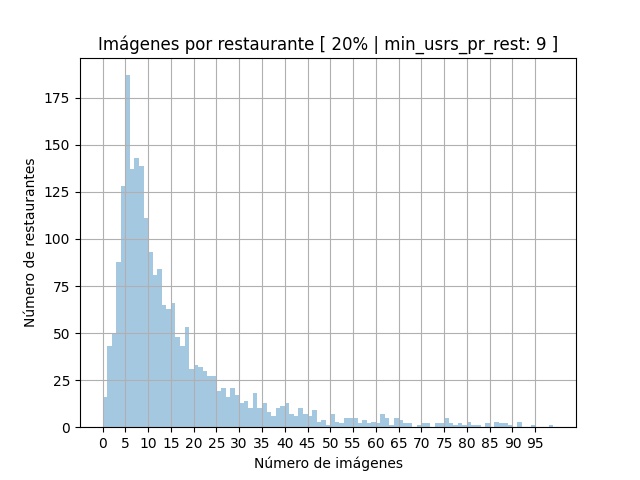 Imágenes por restaurante [ 20% | min_usrs_pr_rest: 9 ]
Número de restaurantes
175
150
125
100
75
50
25
0
0 5 10 15 20 25 30 35 40 45 50 55 60 65 70 75 80 85 90 95
Número de imágenes